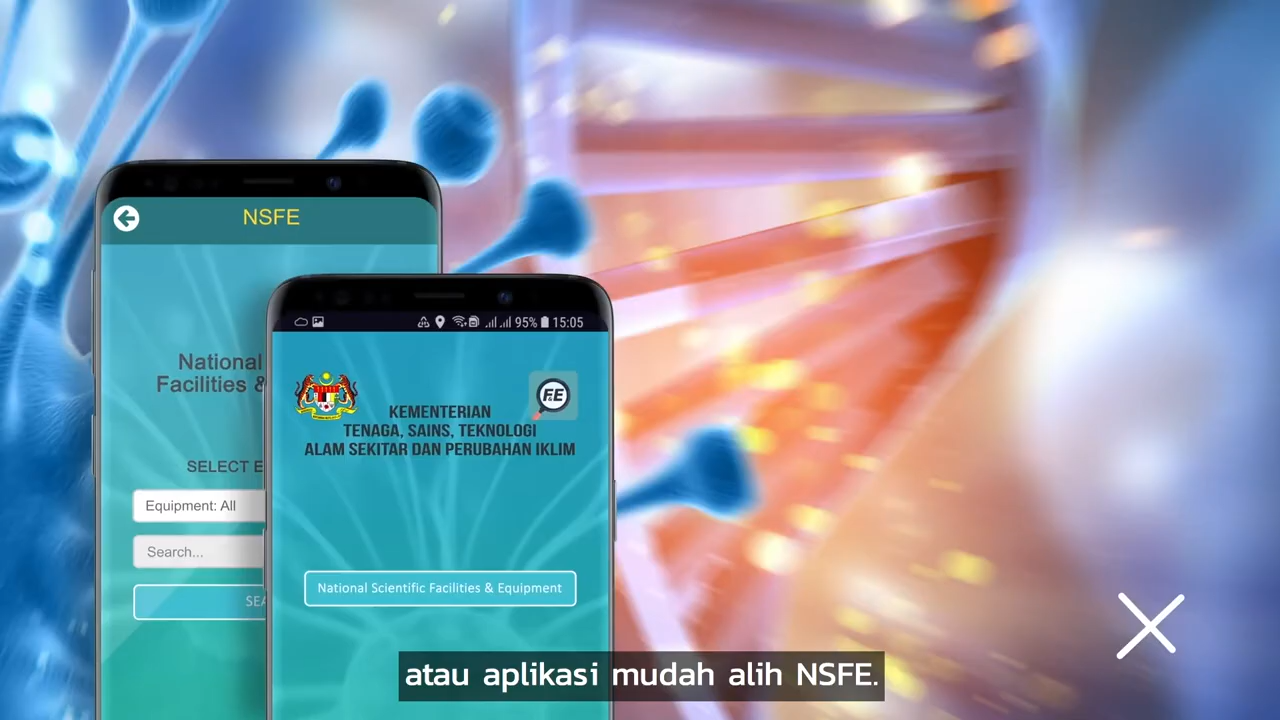 NSFE
National
Facilities &
SELECT E
Equipment: All
Search...
SEA
95% 15:05
FE
KEMENTERIAN
TENAGA, SAINS, TEKNOLOGI
ALAM SEKITAR DAN PERUBAHAN IKLIM
National Scientific Facilities & Equipment
atau aplikasi mudah alih NSFE.